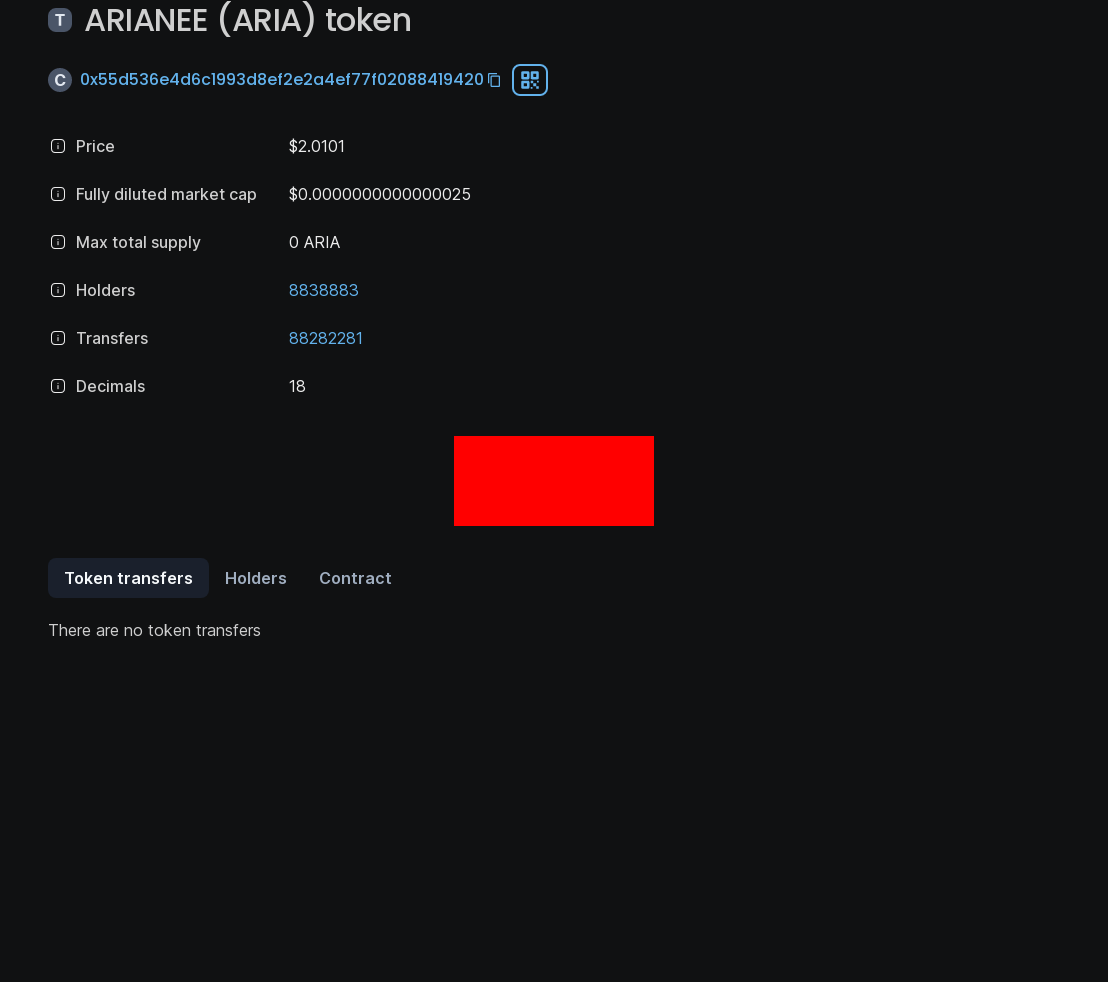 T ARIANEE (ARIA) token
C 0x55d536e4d6c1993d8ef2e2a4ef77f02088419420
Price $2.0101
Fully diluted market cap $0.0000000000000025
Max total supply 0 ARIA
Holders 8838883
Transfers 88282281
Decimals 18
Token transfers Holders Contract
There are no token transfers